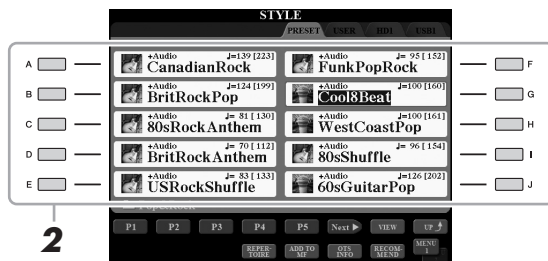 STYLE
PRESET USER HD1 USB1
A +Audio ♩=139 [223] +Audio ♩= 95 [ 152] F
CanadianRock FunkPopRock
B +Audio ♩=124 [199] +Audio ♩=100 [160] G
BritRockPop Cool8Beat
C +Audio ♩= 81 [ 130] +Audio ♩=100 [161] H
80sRockAnthem WestCoastPop
D +Audio ♩= 70 [ 112] +Audio ♩= 96 [ 154] I
BritRockAnthem 80sShuffle
E +Audio ♩= 83 [ 133] +Audio ♩=126 [202] J
USRockShuffle 60sGuitarPop
2
P1 P2 P3 P4 P5 Next VIEW UP
REPER-TOIRE ADD TO MF OTS INFO RECOM-MEND MENU 1